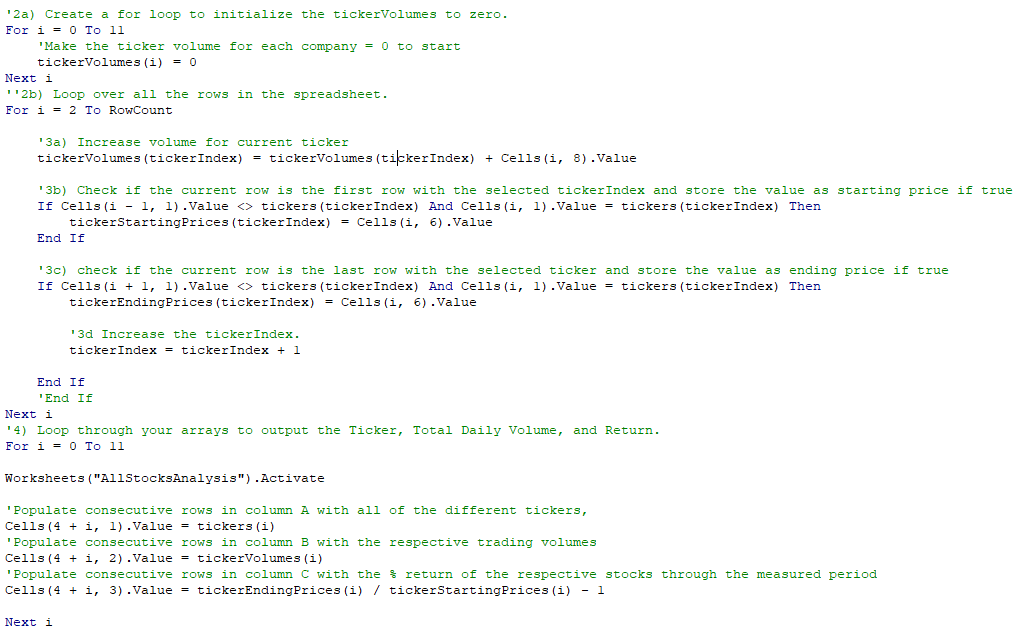 '2a) Create a for loop to initialize the tickerVolumes to zero.
For i = 0 To 11
'Make the ticker volume for each company = 0 to start
tickerVolumes(i) = 0
Next i
''2b) Loop over all the rows in the spreadsheet.
For i = 2 To RowCount
'3a) Increase volume for current ticker
tickerVolumes(tickerIndex) = tickerVolumes(tickerIndex) + Cells(i, 8).Value
'3b) Check if the current row is the first row with the selected tickerIndex and store the value as starting price if true
If Cells(i - 1, 1).Value <> tickers(tickerIndex) And Cells(i, 1).Value = tickers(tickerIndex) Then
tickerStartingPrices(tickerIndex) = Cells(i, 6).Value
End If
'3c) check if the current row is the last row with the selected ticker and store the value as ending price if true
If Cells(i + 1, 1).Value <> tickers(tickerIndex) And Cells(i, 1).Value = tickers(tickerIndex) Then
tickerEndingPrices(tickerIndex) = Cells(i, 6).Value
'3d Increase the tickerIndex.
tickerIndex = tickerIndex + 1
End If
'End If
Next i
'4) Loop through your arrays to output the Ticker, Total Daily Volume, and Return.
For i = 0 To 11
Worksheets("AllStocksAnalysis").Activate
'Populate consecutive rows in column A with all of the different tickers,
Cells(4 + i, 1).Value = tickers(i)
'Populate consecutive rows in column B with the respective trading volumes
Cells(4 + i, 2).Value = tickerVolumes(i)
'Populate consecutive rows in column C with the % return of the respective stocks through the measured period
Cells(4 + i, 3).Value = tickerEndingPrices(i) / tickerStartingPrices(i) - 1
Next i